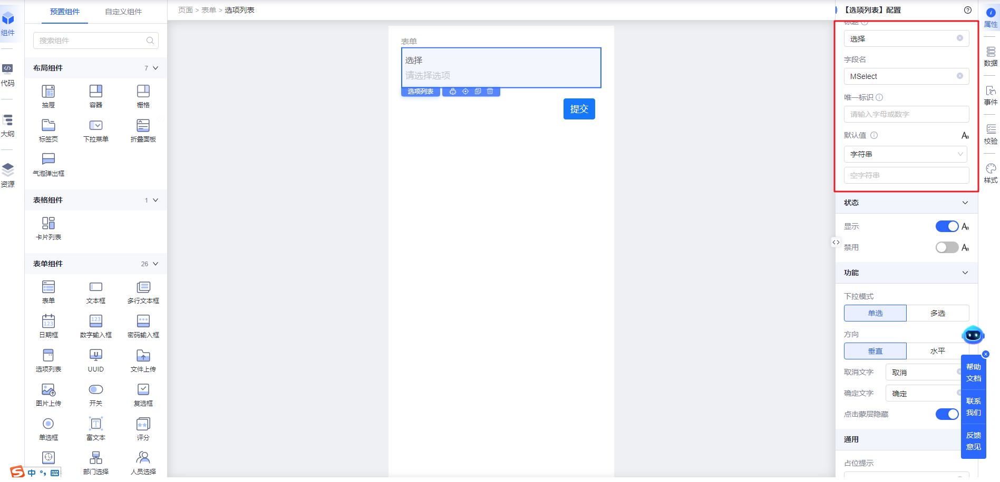 组件
代码
大纲
资源
预置组件
自定义组件
搜索组件
布局组件
7
抽屉
容器
栅格
标签页
下拉菜单
折叠面板
气泡弹出框
表格组件
1
卡片列表
表单组件
26
表单
文本框
多行文本框
日期框
数字输入框
密码输入框
选项列表
UUID
文件上传
图片上传
开关
复选框
单选框
富文本
评分
部门选择
人员选择
中
页面 > 表单 > 选项列表
表单
选择
请选择选项
选项列表
提交
【选项列表】配置
标题
选择
字段名
MSelect
唯一标识
请输入字母或数字
默认值
字符串
空字符串
状态
显示
禁用
功能
下拉模式
单选
多选
方向
垂直
水平
取消文字
取消
确定文字
确定
点击蒙层隐藏
通用
占位提示
属性
数据
事件
校验
样式
帮助
文档
联系
我们
反馈
意见